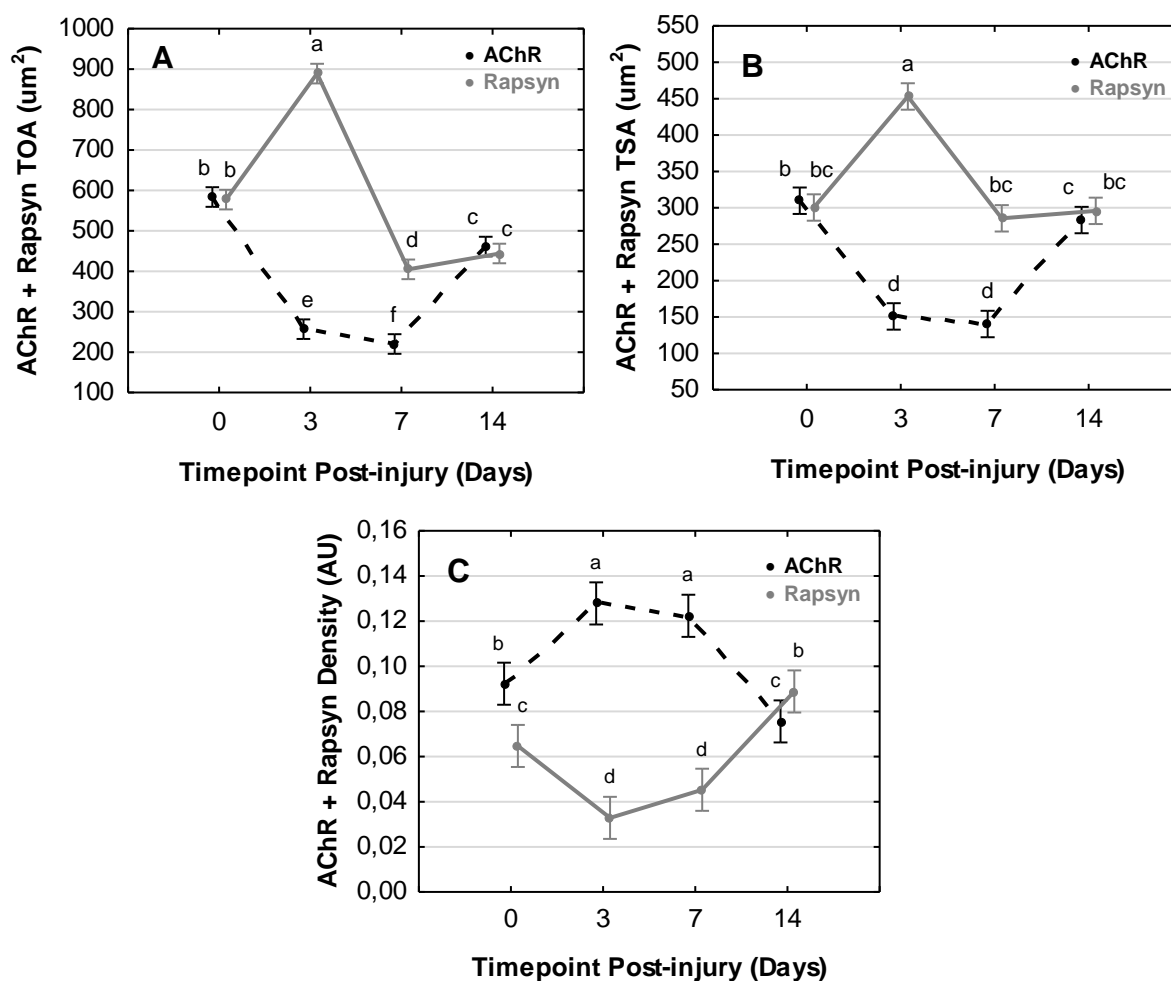 A
AChR
Rapsyn
AChR + Rapsyn TOA (um²)
1000
900
800
700
600
500
400
300
200
100
b
b
a
e
d
f
c
c
0
3
7
14
Timepoint Post-injury (Days)
B
AChR
Rapsyn
AChR + Rapsyn TSA (um²)
550
500
450
400
350
300
250
200
150
100
50
b
bc
a
d
bc
d
c
bc
0
3
7
14
Timepoint Post-injury (Days)
C
AChR
Rapsyn
AChR + Rapsyn Density (AU)
0,16
0,14
0,12
0,10
0,08
0,06
0,04
0,02
0,00
b
c
a
d
a
d
c
b
0
3
7
14
Timepoint Post-injury (Days)